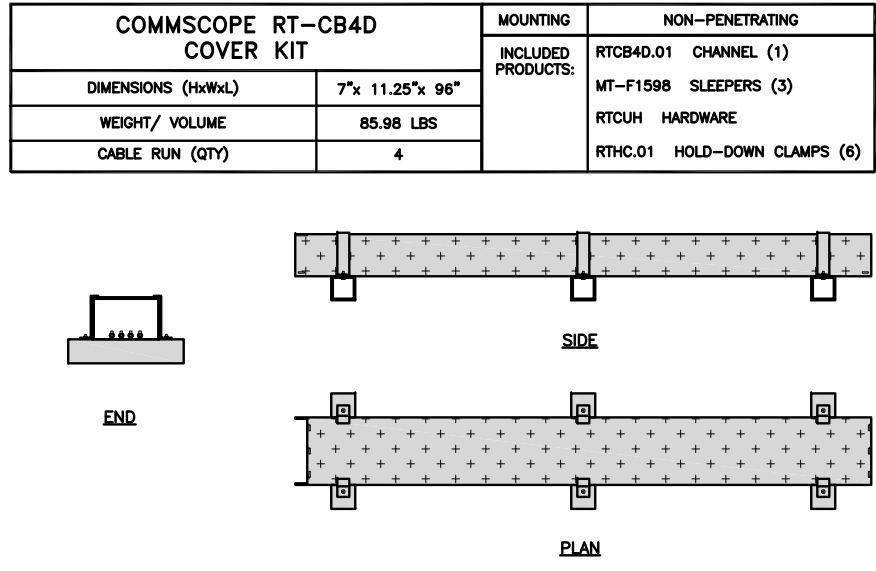 COMMSCOPE RT-CB4D
COVER KIT
DIMENSIONS (HxWxL)
7"x 11.25"x 96"
WEIGHT/ VOLUME
85.98 LBS
CABLE RUN (QTY)
4
MOUNTING
NON-PENETRATING
INCLUDED
PRODUCTS:
RTCB4D.01 CHANNEL (1)
MT-F1598 SLEEPERS (3)
RTCUH HARDWARE
RTHC.01 HOLD-DOWN CLAMPS (6)
SIDE
END
PLAN